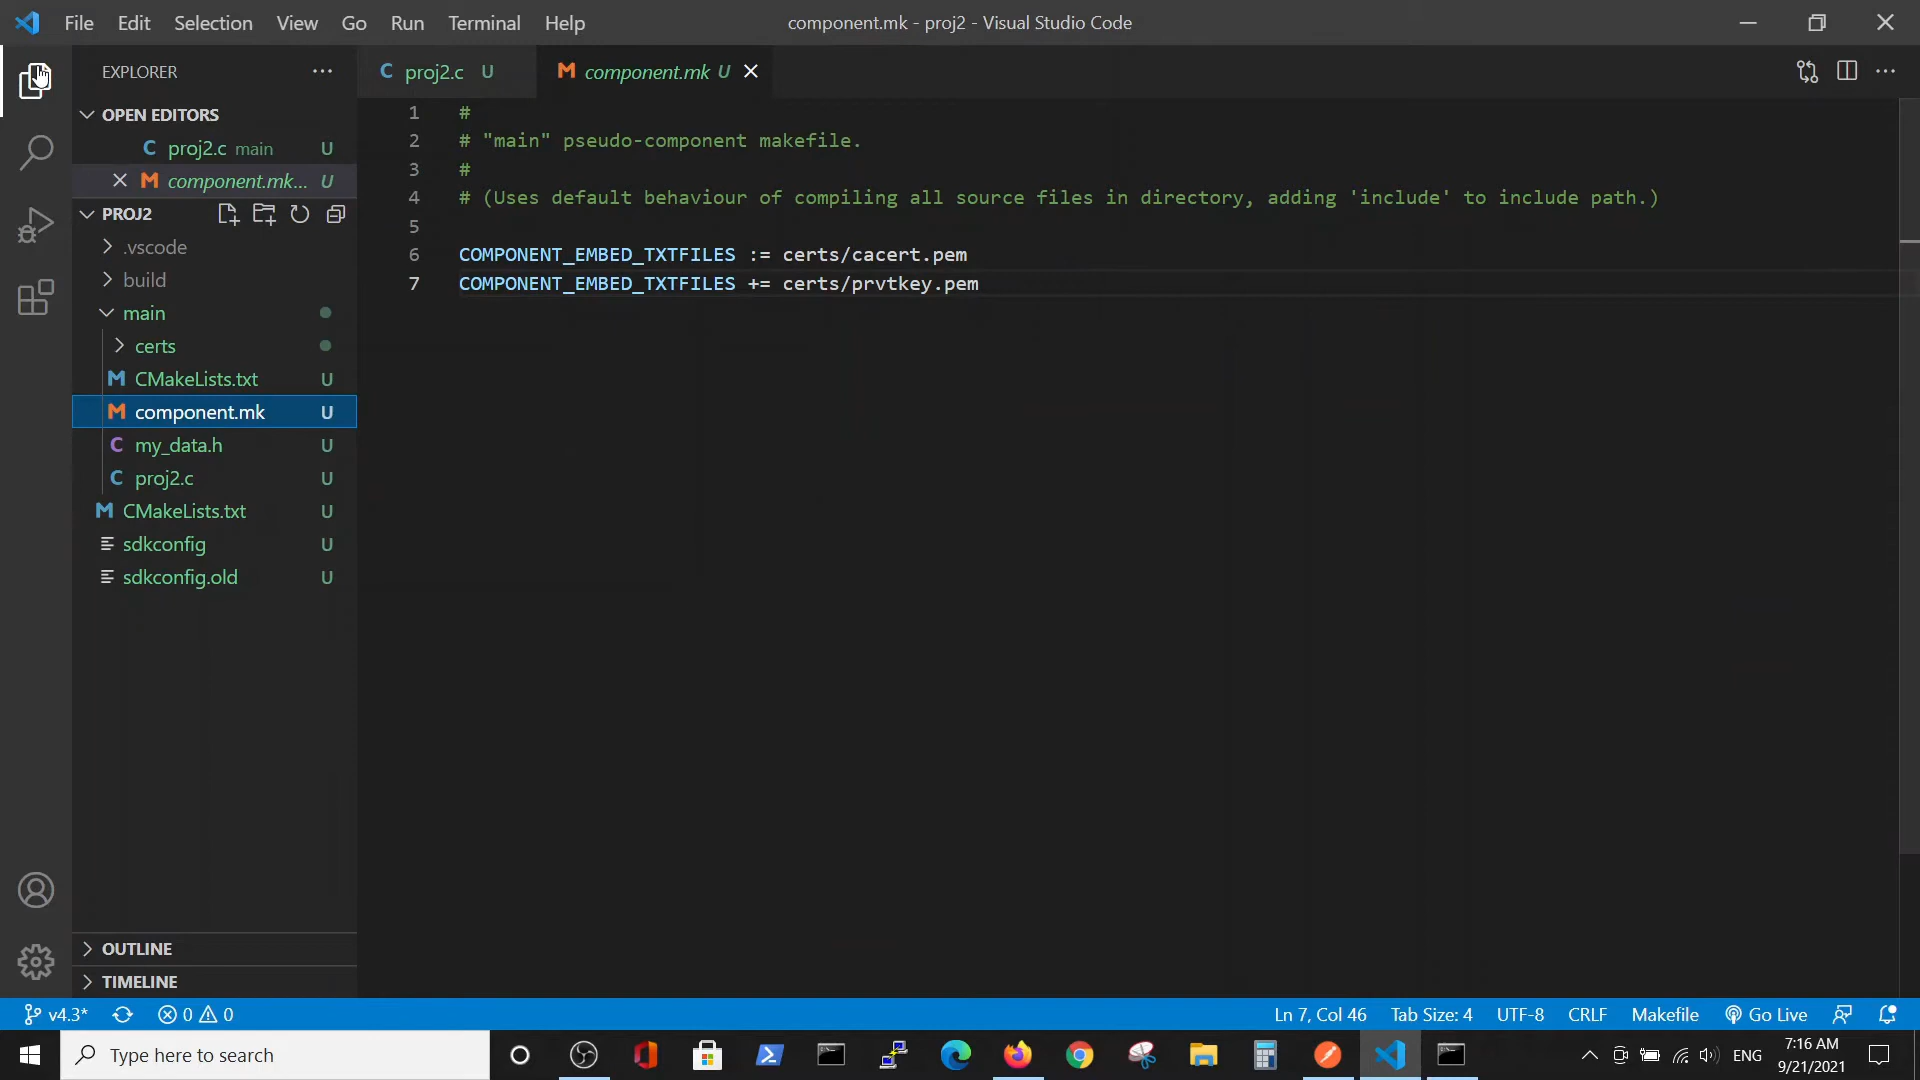 File Edit Selection View Go Run Terminal Help
component.mk - proj2 - Visual Studio Code
EXPLORER
OPEN EDITORS
proj2.c main U
component.mk... U
PROJ2
.vscode
build
main
certs
CMakeLists.txt U
component.mk U
my_data.h U
proj2.c U
CMakeLists.txt U
sdkconfig U
sdkconfig.old U
OUTLINE
TIMELINE
proj2.c U
component.mk U
1 #
2 # "main" pseudo-component makefile.
3 #
4 # (Uses default behaviour of compiling all source files in directory, adding 'include' to include path.)
5
6 COMPONENT_EMBED_TXTFILES := certs/cacert.pem
7 COMPONENT_EMBED_TXTFILES += certs/prvtkey.pem
v4.3* 0 0
Ln 7, Col 46 Tab Size: 4 UTF-8 CRLF Makefile Go Live
Type here to search
ENG
7:16 AM
9/21/2021